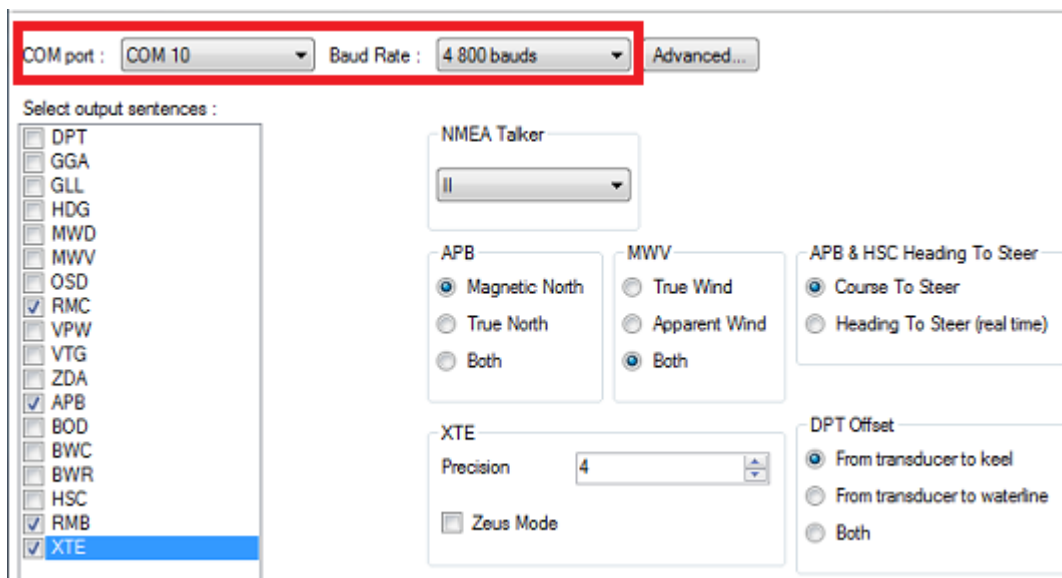 COM port : COM 10 Baud Rate : 4 800 bauds Advanced...
Select output sentences :
DPT
GGA
GLL
HDG
MWD
MWV
OSD
RMC
VPW
VTG
ZDA
APB
BOD
BWC
BWR
HSC
RMB
XTE
NMEA Talker
II
APB
Magnetic North
True North
Both
MWV
True Wind
Apparent Wind
Both
APB & HSC Heading To Steer
Course To Steer
Heading To Steer (real time)
XTE
Precision 4
Zeus Mode
DPT Offset
From transducer to keel
From transducer to waterline
Both